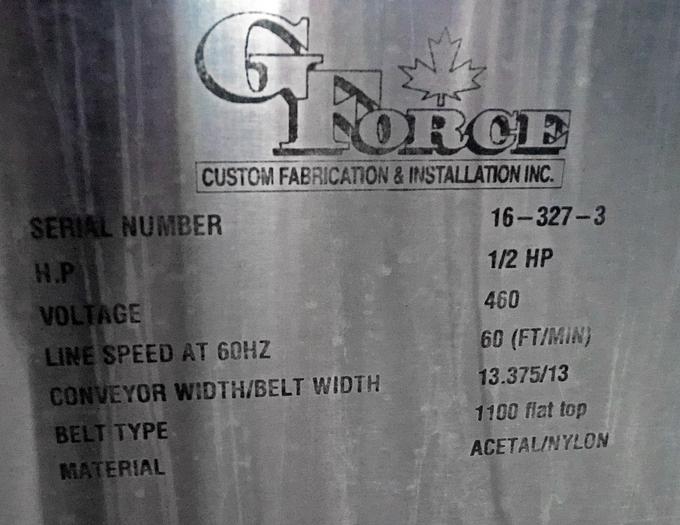 G FORCE
CUSTOM FABRICATION & INSTALLATION INC.
SERIAL NUMBER 16-327-3
H.P 1/2 HP
VOLTAGE 460
LINE SPEED AT 60HZ 60 (FT/MIN)
CONVEYOR WIDTH/BELT WIDTH 13.375/13
BELT TYPE 1100 flat top
MATERIAL ACETAL/NYLON